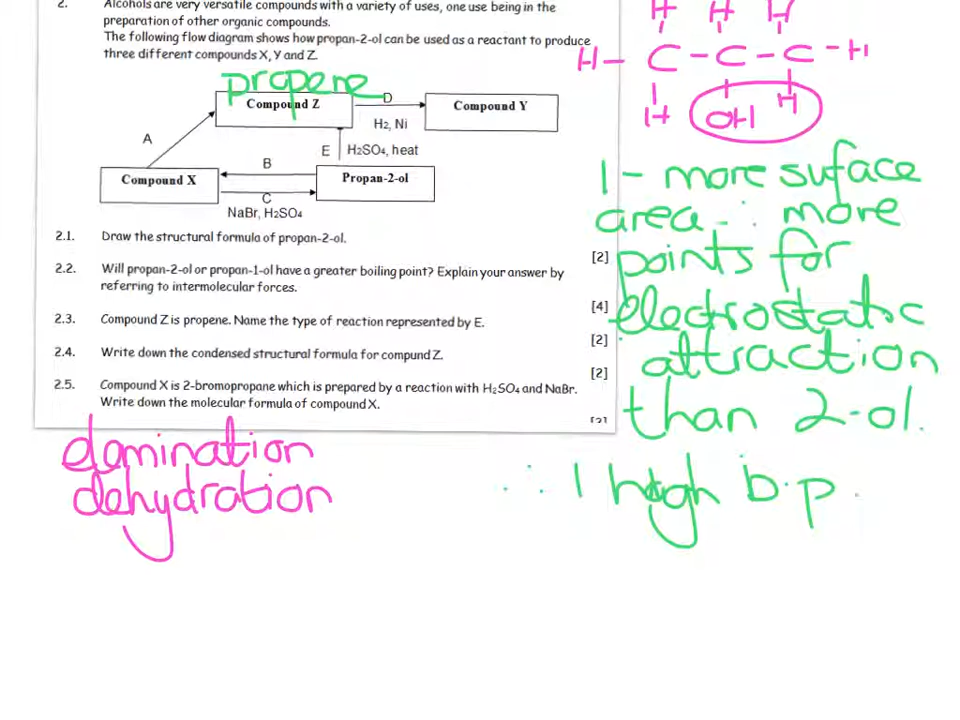 2. Alcohols are very versatile compounds with a variety of uses, one use being in the
preparation of other organic compounds.
The following flow diagram shows how propan-2-ol can be used as a reactant to produce
three different compounds X, Y and Z.
propene
Compound Z
D
H₂, Ni
Compound Y
A
E
H₂SO₄, heat
B
Compound X
Propan-2-ol
C
NaBr, H₂SO₄
2.1. Draw the structural formula of propan-2-ol.
[2]
2.2. Will propan-2-ol or propan-1-ol have a greater boiling point? Explain your answer by
referring to intermolecular forces.
[4]
2.3. Compound Z is propene. Name the type of reaction represented by E.
[2]
2.4. Write down the condensed structural formula for compund Z.
[2]
2.5. Compound X is 2-bromopropane which is prepared by a reaction with H₂SO₄ and NaBr.
Write down the molecular formula of compound X.
H H H
H - C - C - C - H
H OH H
1 - more suface
area ∴ more
points for
electrostatic
attraction
than 2-ol.
∴ 1 high b.p.
domination
dehydration